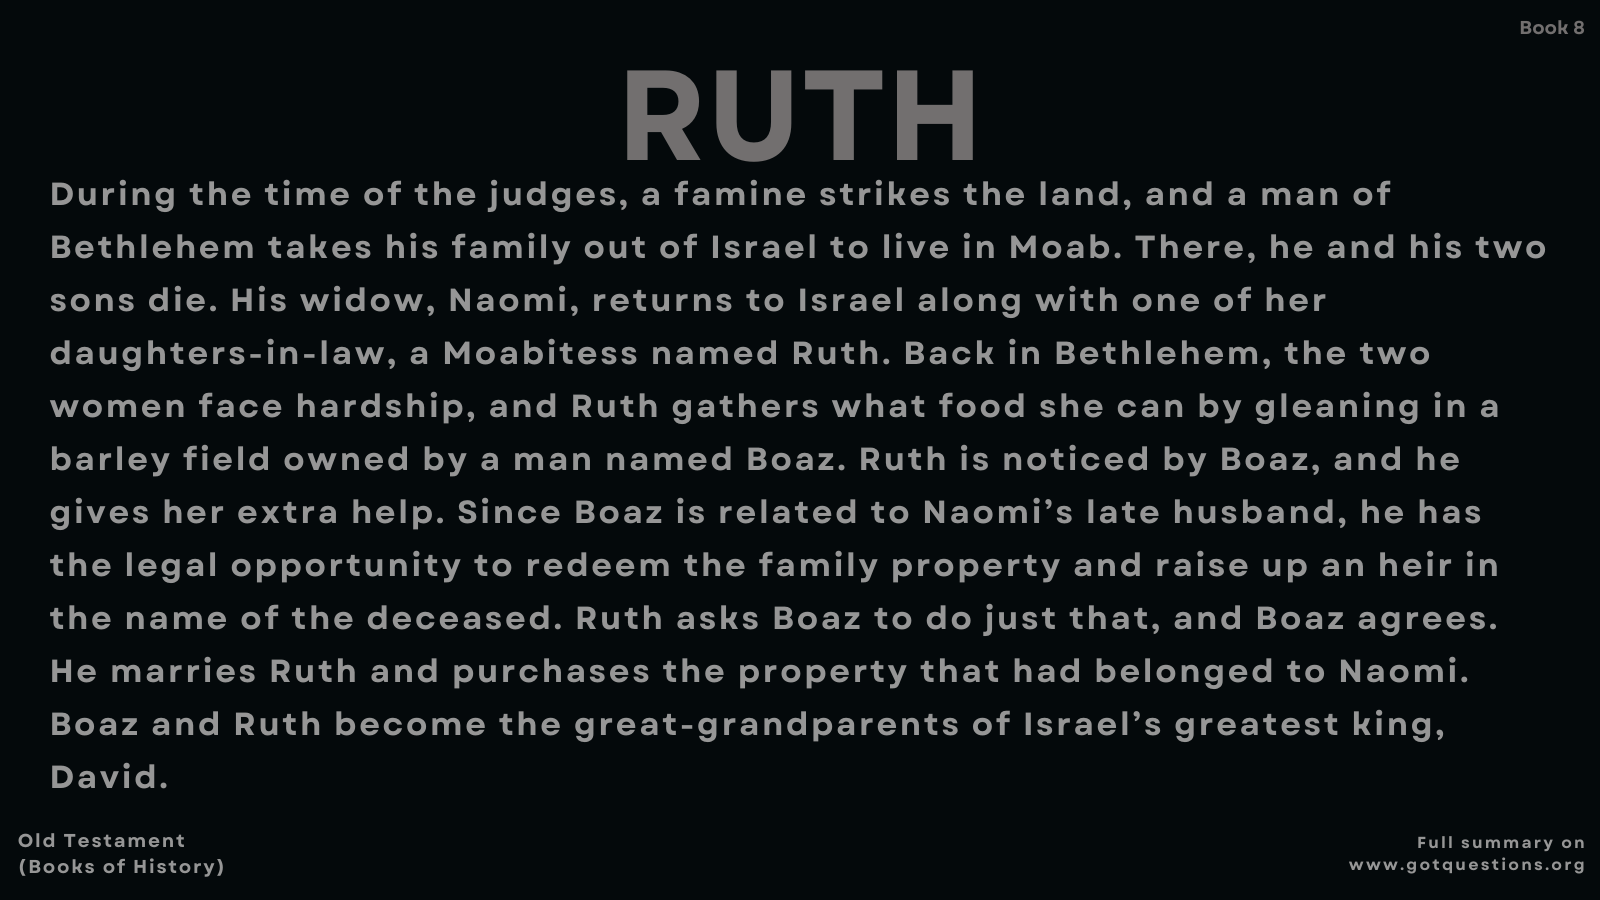 Book 8
RUTH
During the time of the judges, a famine strikes the land, and a man of
Bethlehem takes his family out of Israel to live in Moab. There, he and his two
sons die. His widow, Naomi, returns to Israel along with one of her
daughters-in-law, a Moabitess named Ruth. Back in Bethlehem, the two
women face hardship, and Ruth gathers what food she can by gleaning in a
barley field owned by a man named Boaz. Ruth is noticed by Boaz, and he
gives her extra help. Since Boaz is related to Naomi’s late husband, he has
the legal opportunity to redeem the family property and raise up an heir in
the name of the deceased. Ruth asks Boaz to do just that, and Boaz agrees.
He marries Ruth and purchases the property that had belonged to Naomi.
Boaz and Ruth become the great-grandparents of Israel’s greatest king,
David.
Old Testament
(Books of History)
Full summary on
www.gotquestions.org